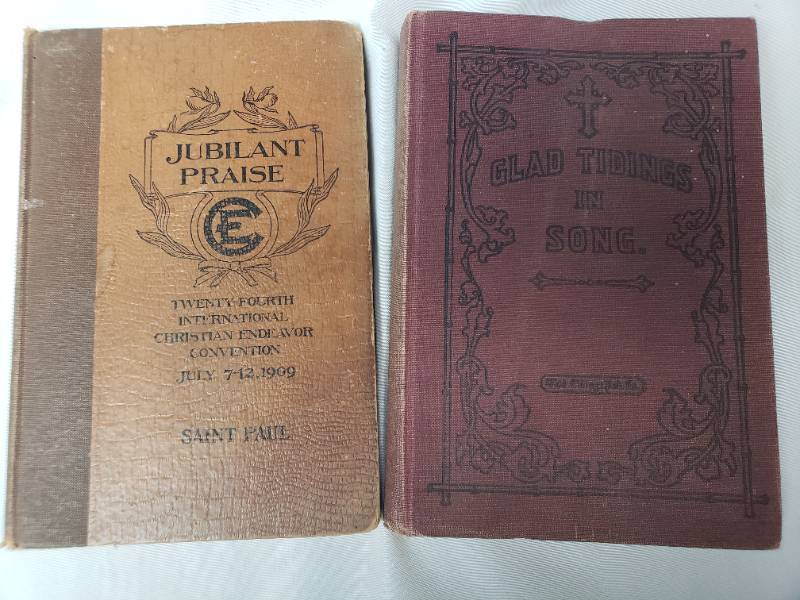 JUBILANT
PRAISE
CE
TWENTY-FOURTH
INTERNATIONAL
CHRISTIAN ENDEAVOR
CONVENTION
JULY 7-12, 1909
SAINT PAUL
GLAD TIDINGS
IN
SONG.